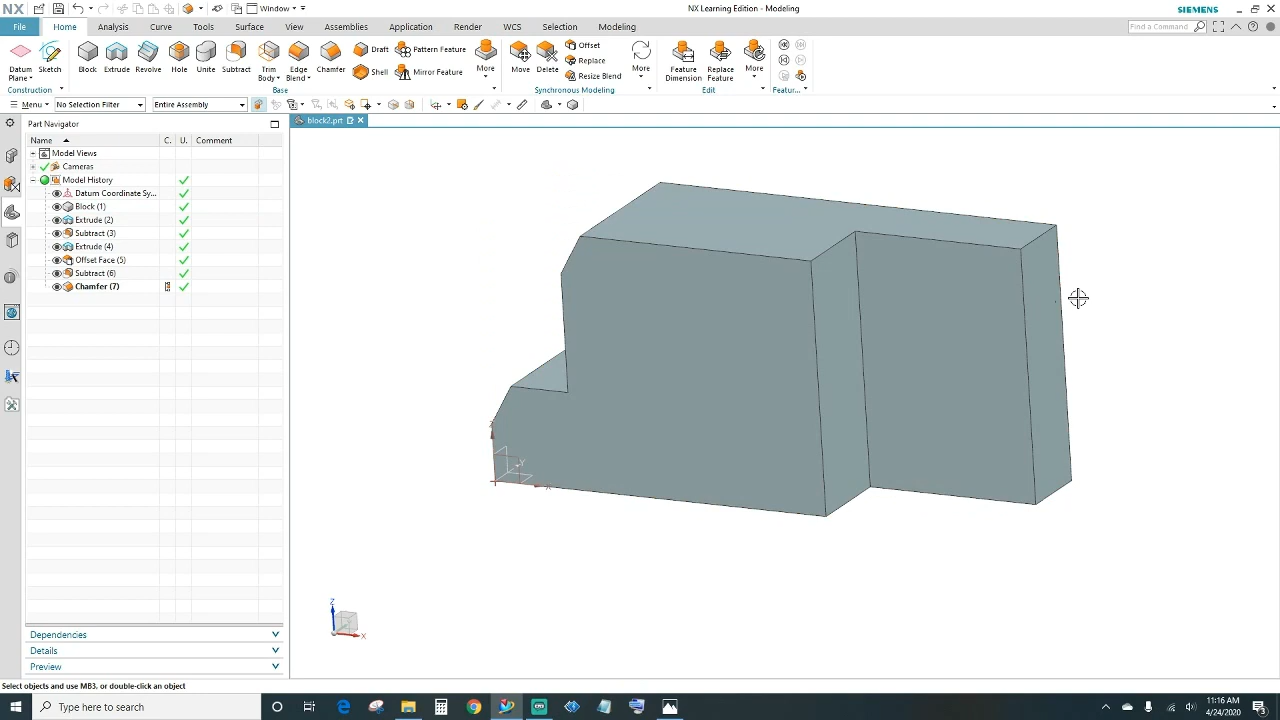 NX
Window
NX Learning Edition - Modeling
SIEMENS
File
Home
Analysis
Tools
Surface
View
Assemblies
Application
Render
WCS
Selection
Modeling
Find a Command
Datum Plane
Sketch
Block
Extrude
Revolve
Hole
Unite
Subtract
Trim Body
Edge Blend
Chamfer
Draft
Shell
Pattern Feature
Mirror Feature
More
Move
Delete
Offset
Replace
Resize Blend
More
Feature Dimension
Replace Feature
More
Construction
Base
Synchronous Modeling
Edit
Featur...
Menu
No Selection Filter
Entire Assembly
Part Navigator
block2.prt
Name
C.
U.
Comment
Model Views
Cameras
Model History
Datum Coordinate Sy...
Block (1)
Extrude (2)
Subtract (3)
Extrude (4)
Offset Face (5)
Subtract (6)
Chamfer (7)
Z
Y
X
Z
X
Dependencies
Details
Preview
Select objects and use MB3, or double-click an object
Type here to search
11:16 AM
4/24/2020
3